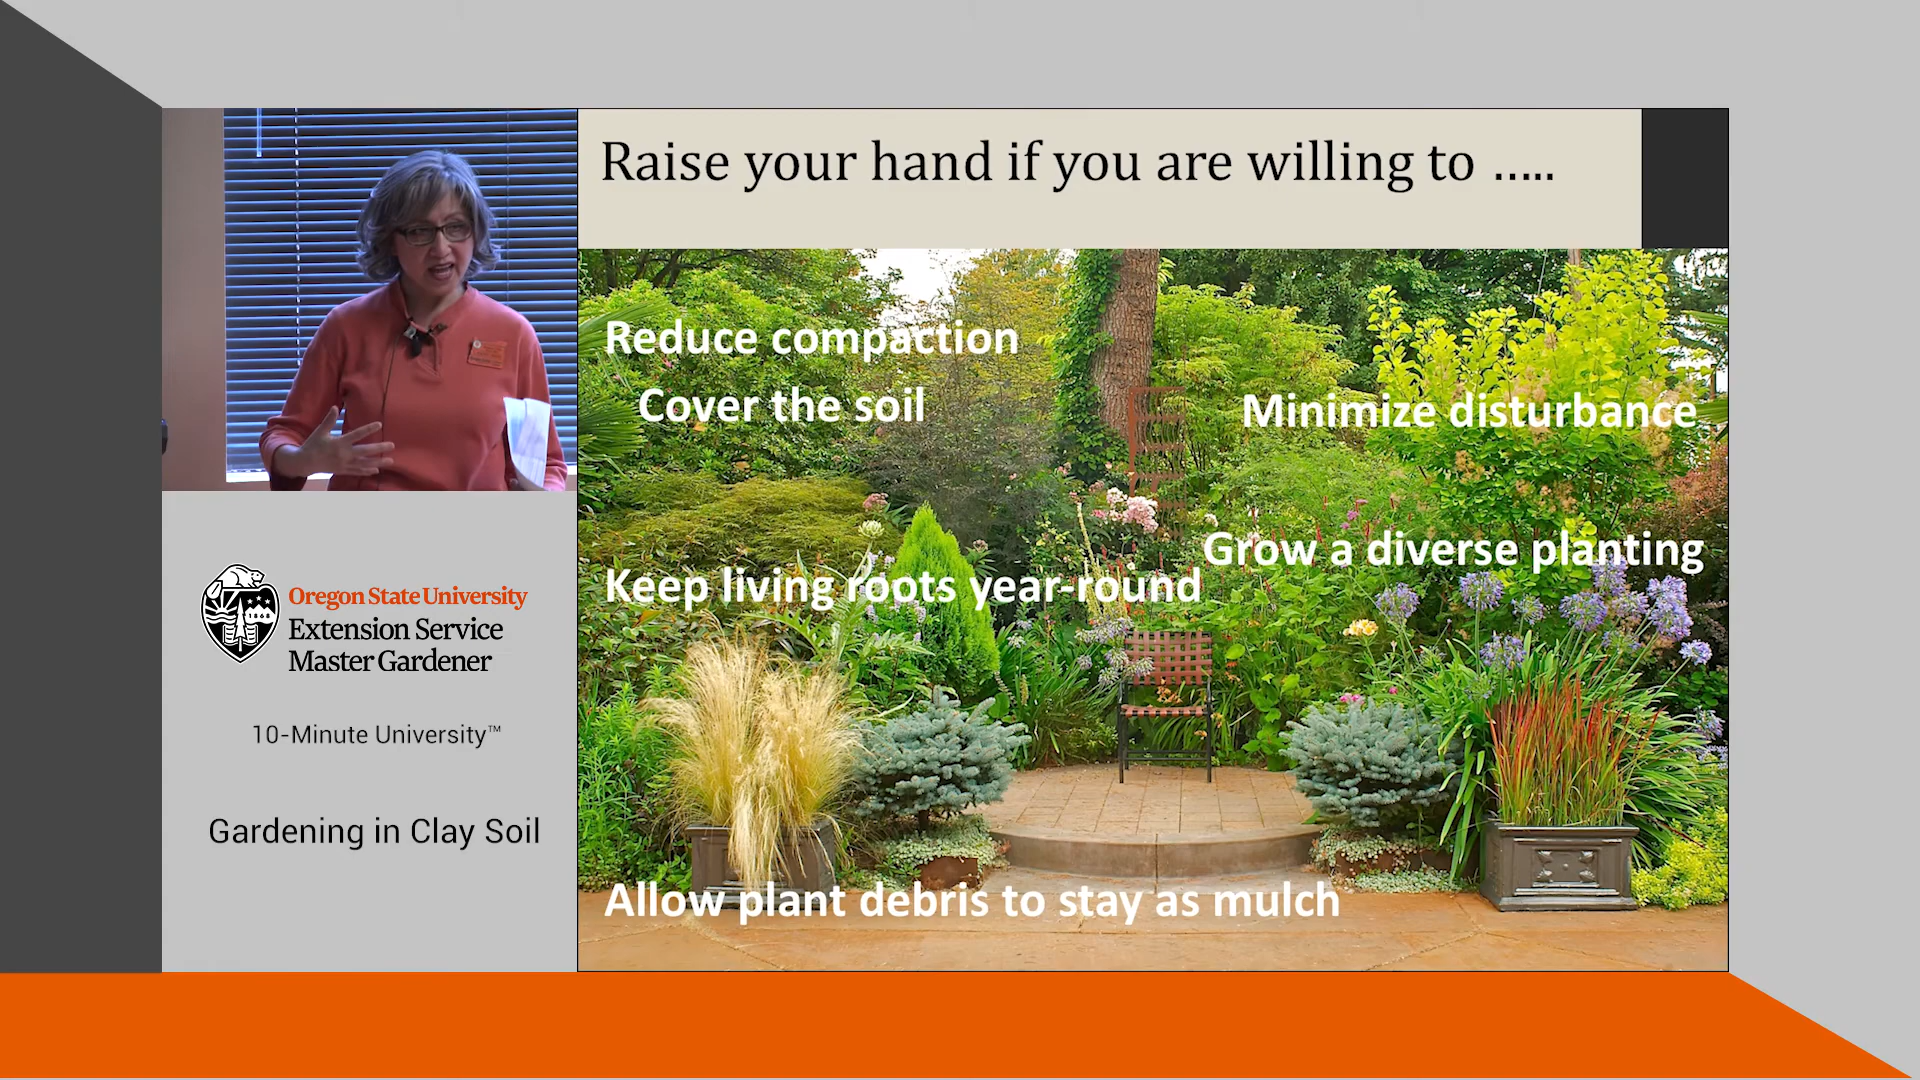 Raise your hand if you are willing to .....
Reduce compaction
Cover the soil
Minimize disturbance
Grow a diverse planting
Keep living roots year-round
Allow plant debris to stay as mulch
Oregon State University
Extension Service
Master Gardener
10-Minute University™
Gardening in Clay Soil